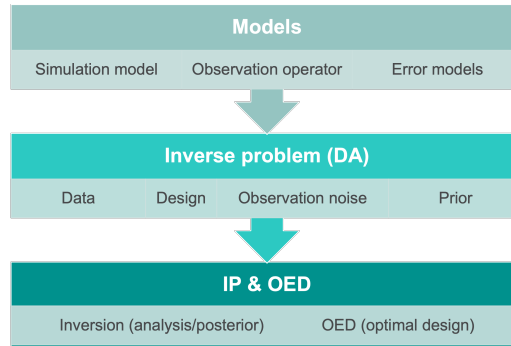 Models
Simulation model Observation operator Error models
Inverse problem (DA)
Data Design Observation noise Prior
IP & OED
Inversion (analysis/posterior) OED (optimal design)